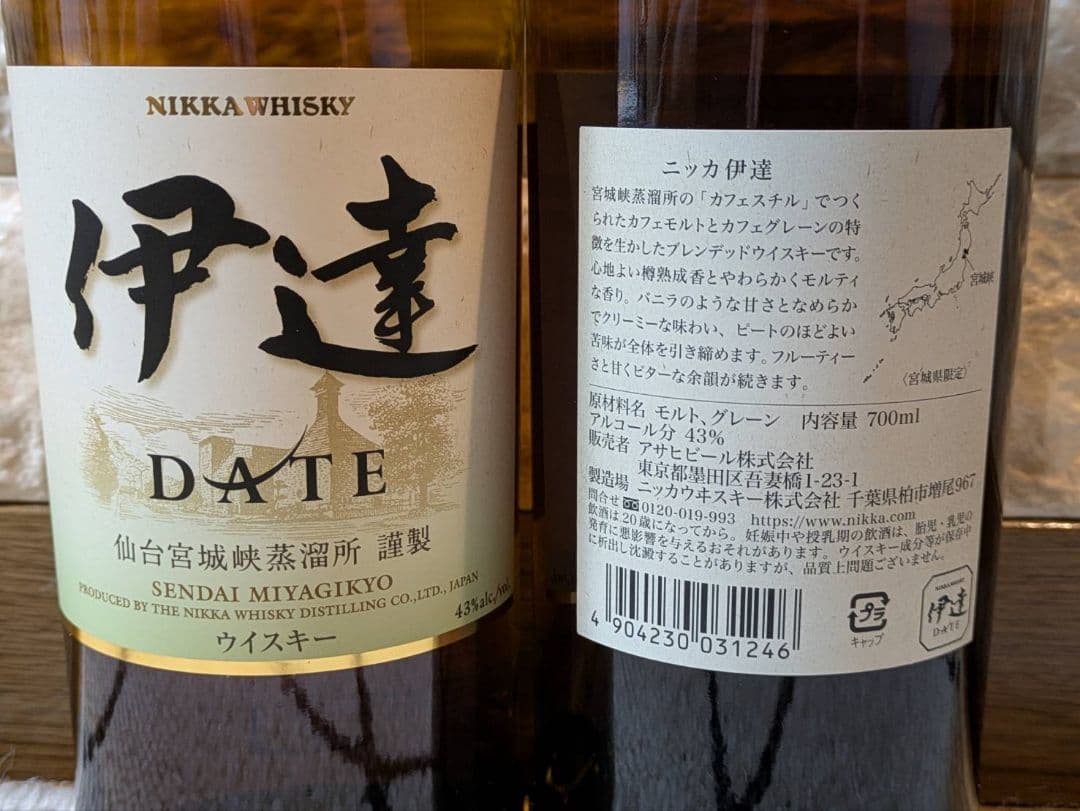 NIKKA WHISKY
伊達
DATE
仙台宮城峡蒸溜所 謹製
SENDAI MIYAGIKYO
PRODUCED BY THE NIKKA WHISKY DISTILLING CO., LTD., JAPAN
43%alc./vol.
ウイスキー
ニッカ伊達
宮城峡蒸溜所の「カフェスチル」でつく
られたカフェモルトとカフェグレーンの特
徴を生かしたブレンデッドウイスキーです。
心地よい樽熟成香とやわらかくモルティ
な香り。バニラのような甘さとなめらか
でクリーミーな味わい、ピートのほどよい
苦味が全体を引き締めます。フルーティー
さと甘くビターな余韻が続きます。
宮城峡
〈宮城県限定〉
原材料名 モルト、グレーン 内容量 700ml
アルコール分 43%
販売者 アサヒビール株式会社
東京都墨田区吾妻橋1-23-1
製造場 ニッカウヰスキー株式会社 千葉県柏市増尾967
問合せ 0120-019-993 https://www.nikka.com
飲酒は20歳になってから。妊娠中や授乳期の飲酒は、胎児・乳児の
発育に悪影響を与えるおそれがあります。ウイスキー成分等が保存中
に析出し沈澱することがありますが、品質上問題ございません。
4 904230 031246
プラ
キャップ
NIKKA WHISKY
伊達
DATE